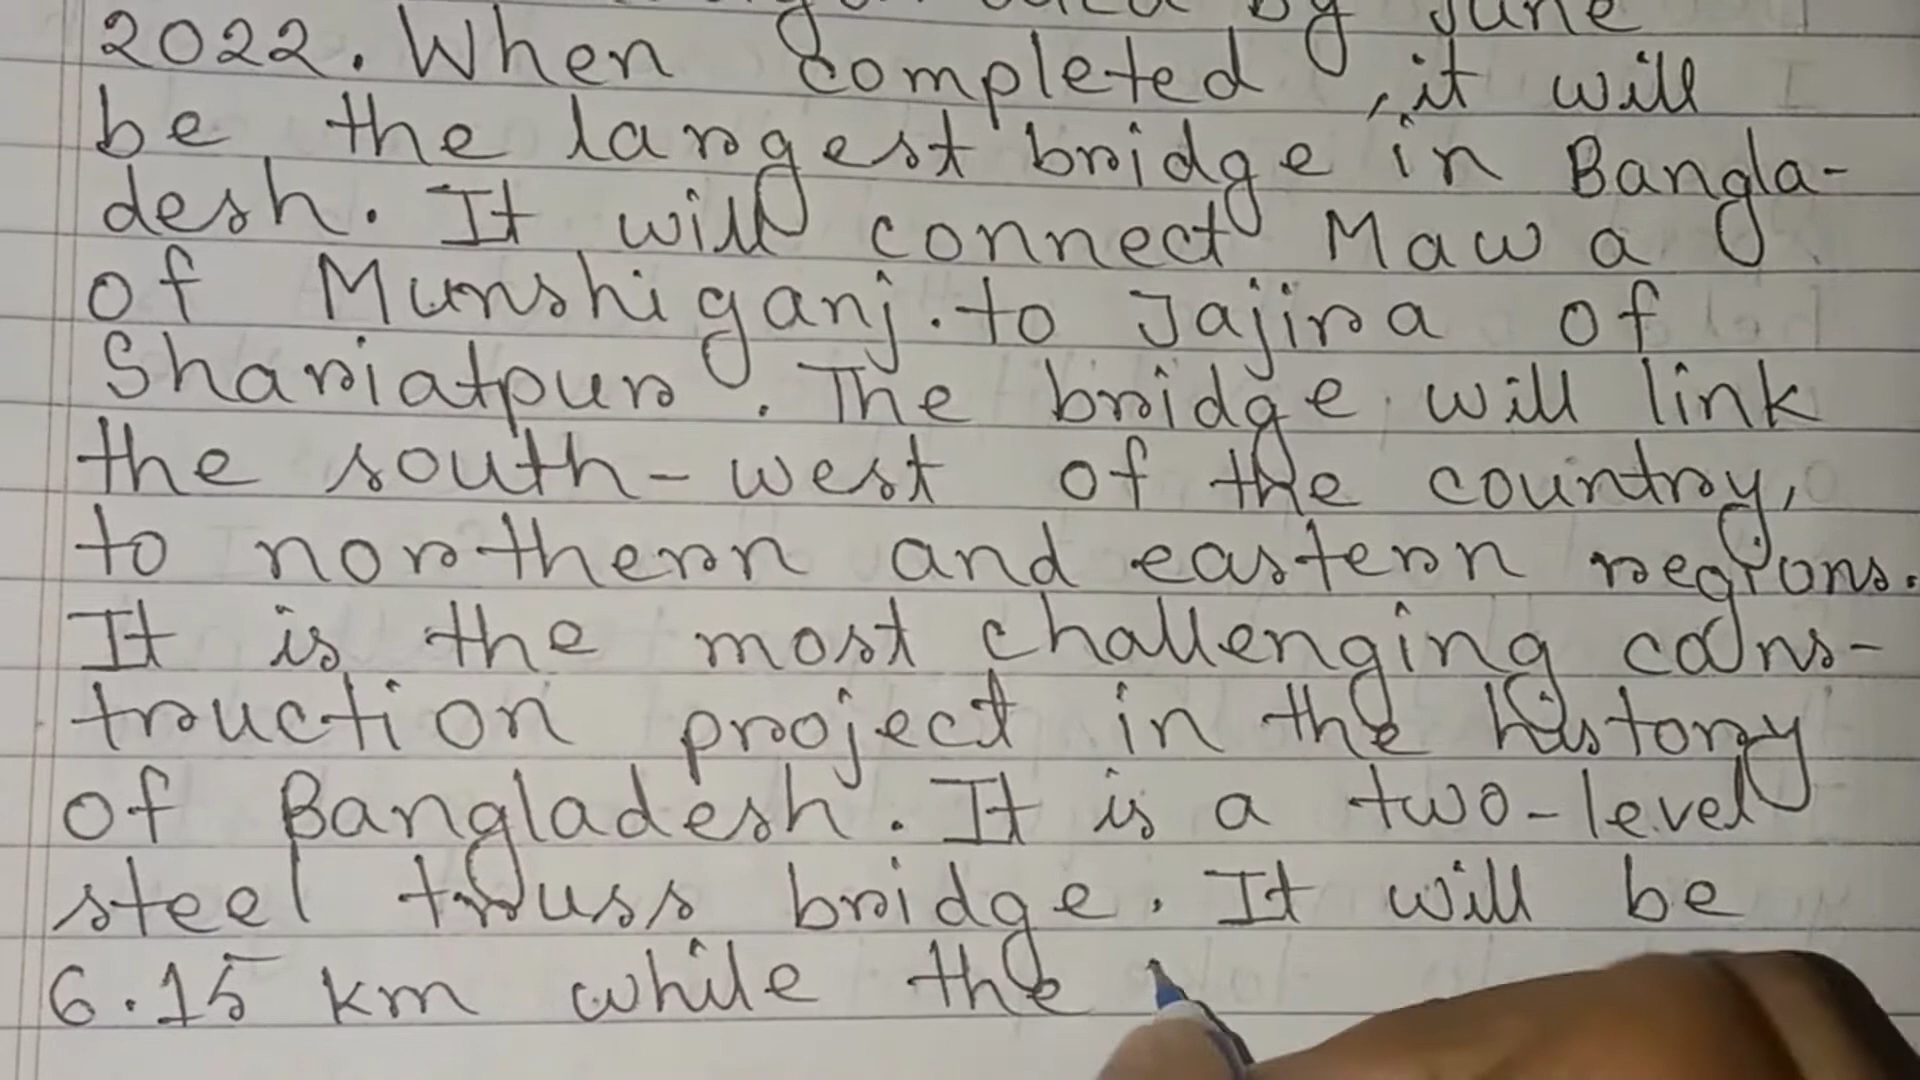 by June
2022. When completed, it will
be the largest bridge in Bangla-
desh. It will connect Mawa
of Munshiganj. to Jajira of
Shariatpur. The bridge will link
the south-west of the country,
to northern and eastern regions.
It is the most challenging cons-
truction project in the history
of Bangladesh. It is a two-level
steel truss bridge. It will be
6.15 km while the